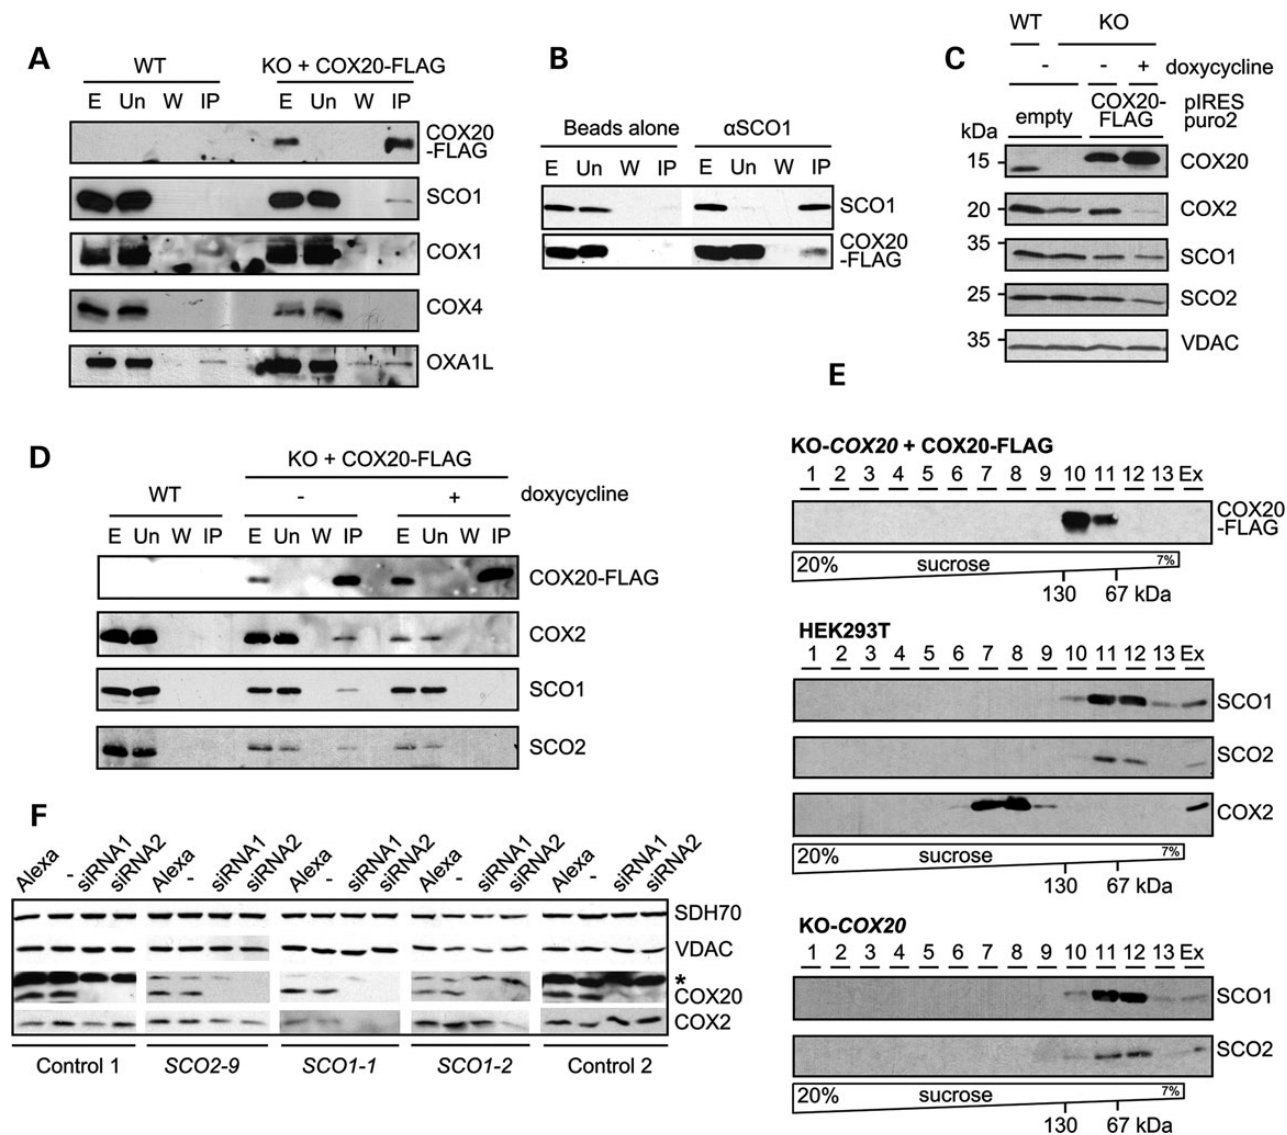 A
WT
KO + COX20-FLAG
E Un W IP E Un W IP
COX20
-FLAG
SCO1
COX1
COX4
OXA1L
B
Beads alone αSCO1
E Un W IP E Un W IP
SCO1
COX20
-FLAG
C
WT KO
- - + doxycycline
empty COX20-
FLAG pIRES
puro2
kDa
15 COX20
20 COX2
35 SCO1
25 SCO2
35 VDAC
D
KO + COX20-FLAG
WT - + doxycycline
E Un W IP E Un W IP E Un W IP
COX20-FLAG
COX2
SCO1
SCO2
E
KO-COX20 + COX20-FLAG
1 2 3 4 5 6 7 8 9 10 11 12 13 Ex
COX20
-FLAG
20% sucrose 7%
130 67 kDa
HEK293T
1 2 3 4 5 6 7 8 9 10 11 12 13 Ex
SCO1
SCO2
COX2
20% sucrose 7%
130 67 kDa
KO-COX20
1 2 3 4 5 6 7 8 9 10 11 12 13 Ex
SCO1
SCO2
20% sucrose 7%
130 67 kDa
F
Alexa - siRNA1 siRNA2 Alexa - siRNA1 siRNA2 Alexa - siRNA1 siRNA2 Alexa - siRNA1 siRNA2 Alexa - siRNA1 siRNA2
SDH70
VDAC
*
COX20
COX2
Control 1 SCO2-9 SCO1-1 SCO1-2 Control 2